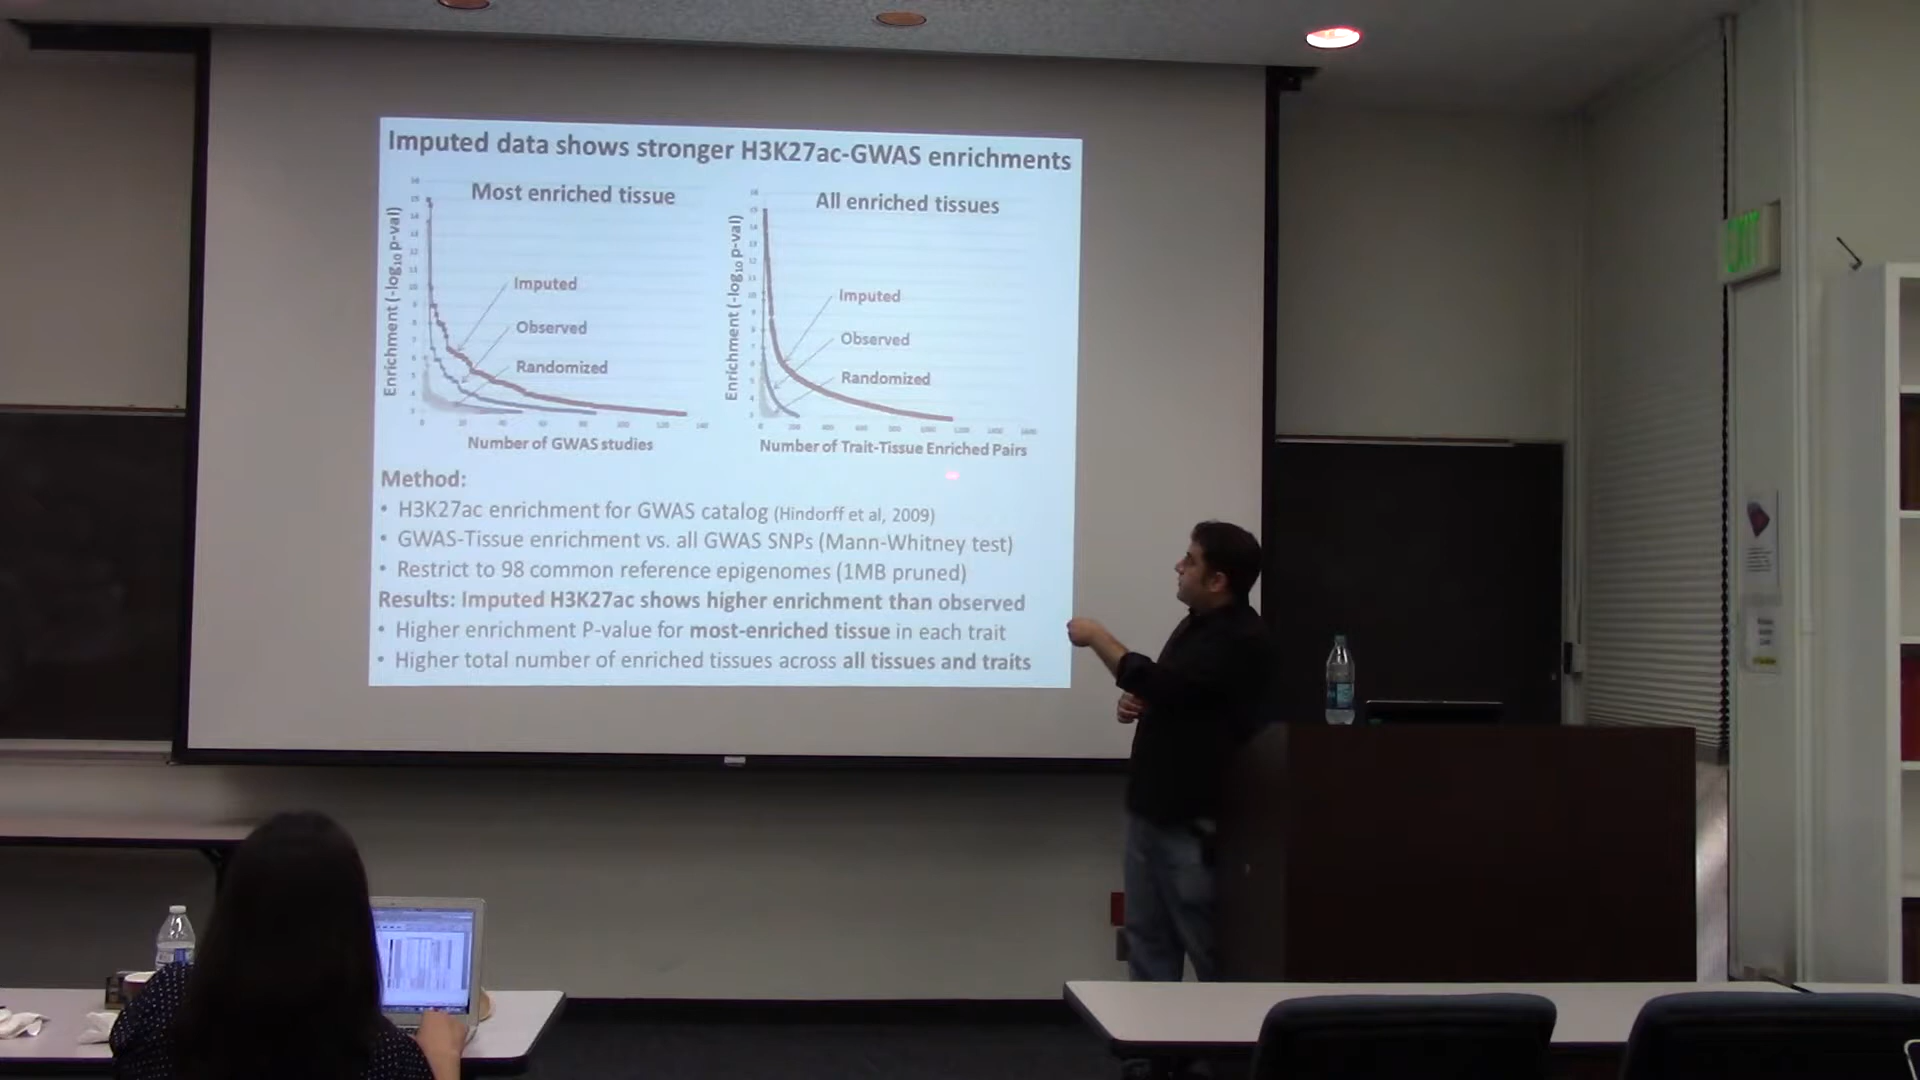 Imputed data shows stronger H3K27ac-GWAS enrichments
Most enriched tissue
Enrichment (-log10 p-val)
Imputed
Observed
Randomized
Number of GWAS studies
All enriched tissues
Enrichment (-log10 p-val)
Imputed
Observed
Randomized
Number of Trait-Tissue Enriched Pairs
Method:
• H3K27ac enrichment for GWAS catalog (Hindorff et al, 2009)
• GWAS-Tissue enrichment vs. all GWAS SNPs (Mann-Whitney test)
• Restrict to 98 common reference epigenomes (1MB pruned)
Results: Imputed H3K27ac shows higher enrichment than observed
• Higher enrichment P-value for most-enriched tissue in each trait
• Higher total number of enriched tissues across all tissues and traits
EXIT